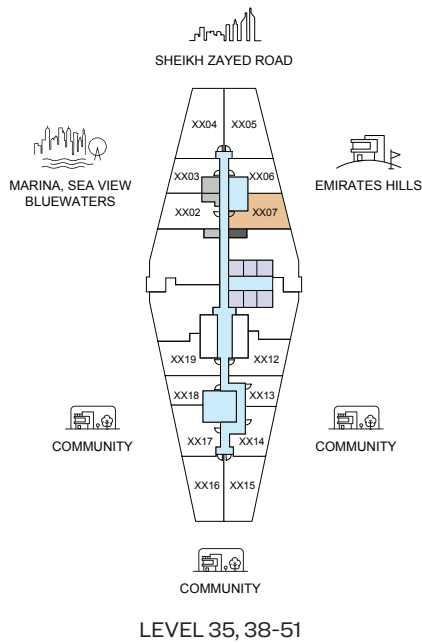 SHEIKH ZAYED ROAD
XX04 XX05
MARINA, SEA VIEW
BLUEWATERS
EMIRATES HILLS
XX03 XX06
XX02 XX07
XX19 XX12
XX18 XX13
XX17 XX14
COMMUNITY
COMMUNITY
XX16 XX15
COMMUNITY
LEVEL 35, 38-51